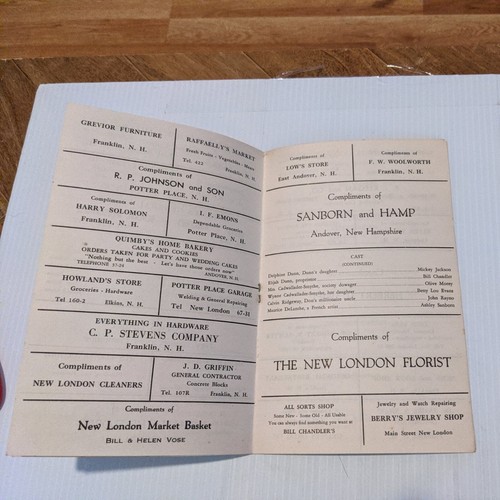 GREVIOR FURNITURE
Franklin, N. H.
RAFFAELLY'S MARKET
Fresh Fruits - Vegetables - Meats
Tel. 425 Franklin, N. H.
Compliments of
R. P. JOHNSON and SON
POTTER PLACE, N. H.
Compliments of
HARRY SOLOMON
Franklin, N. H.
I. F. EMONS
Dependable Groceries
Potter Place, N. H.
QUIMBY'S HOME BAKERY
CAKES AND COOKIES
ORDERS TAKEN FOR PARTY AND WEDDING CAKES
"Nothing but the best - Let's have those orders now"
TELEPHONE ANDOVER, N. H.
HOWLAND'S STORE
Groceries - Hardware
Tel 160-2 Elkins, N. H.
POTTER PLACE GARAGE
Welding & General Repairing
Tel New London 67-31
EVERYTHING IN HARDWARE
C. P. STEVENS COMPANY
Franklin, N. H.
Compliments of
NEW LONDON CLEANERS
J. D. GRIFFIN
GENERAL CONTRACTOR
Concrete Blocks
Tel. 107R Franklin, N. H.
Compliments of
New London Market Basket
BILL & HELEN VOSE
Compliments of
LOW'S STORE
East Andover, N. H.
Compliments of
F. W. WOOLWORTH
Franklin, N. H.
Compliments of
SANBORN and HAMP
Andover, New Hampshire
CAST
(CONTINUED)
Delphine Dixon, Dixon's daughter Mickey Jackson
Elijah Dixon, proprietor Bill Chandler
Mrs. Cadwallader-Smythe, society dowager Olive Morey
Wynne Cadwallader-Smythe, her daughter Betty Lou Evans
Calvin Ridgeway, Dior's millionaire uncle John Rayno
Maurice DeLacey, a French artist Ashley Sanborn
Compliments of
THE NEW LONDON FLORIST
ALL SORTS SHOP
Some New - Some Old - All Usable
You can always find something you want at
BILL CHANDLER'S
Jewelry and Watch Repairing
BERRY'S JEWELRY SHOP
Main Street New London